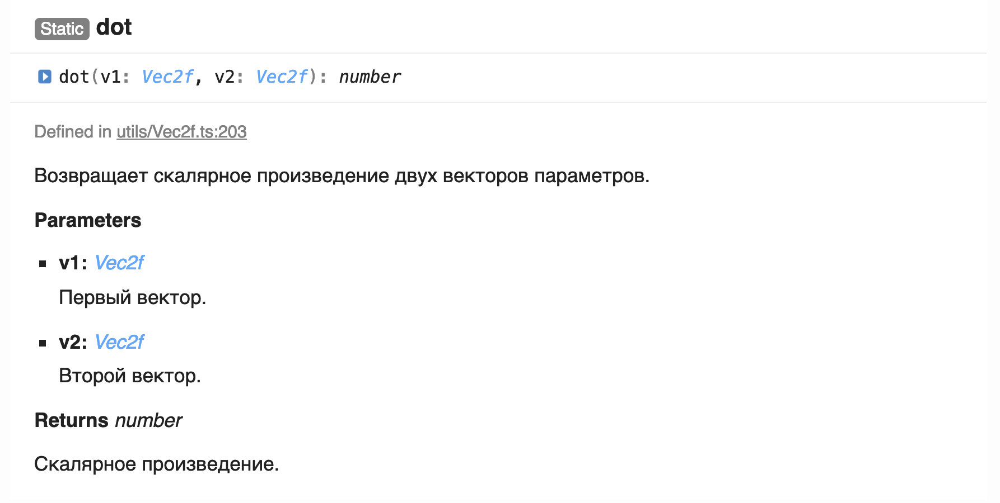 Static dot
dot(v1: Vec2f, v2: Vec2f): number
Defined in utils/Vec2f.ts:203
Возвращает скалярное произведение двух векторов параметров.
Parameters
v1: Vec2f
Первый вектор.
v2: Vec2f
Второй вектор.
Returns number
Скалярное произведение.